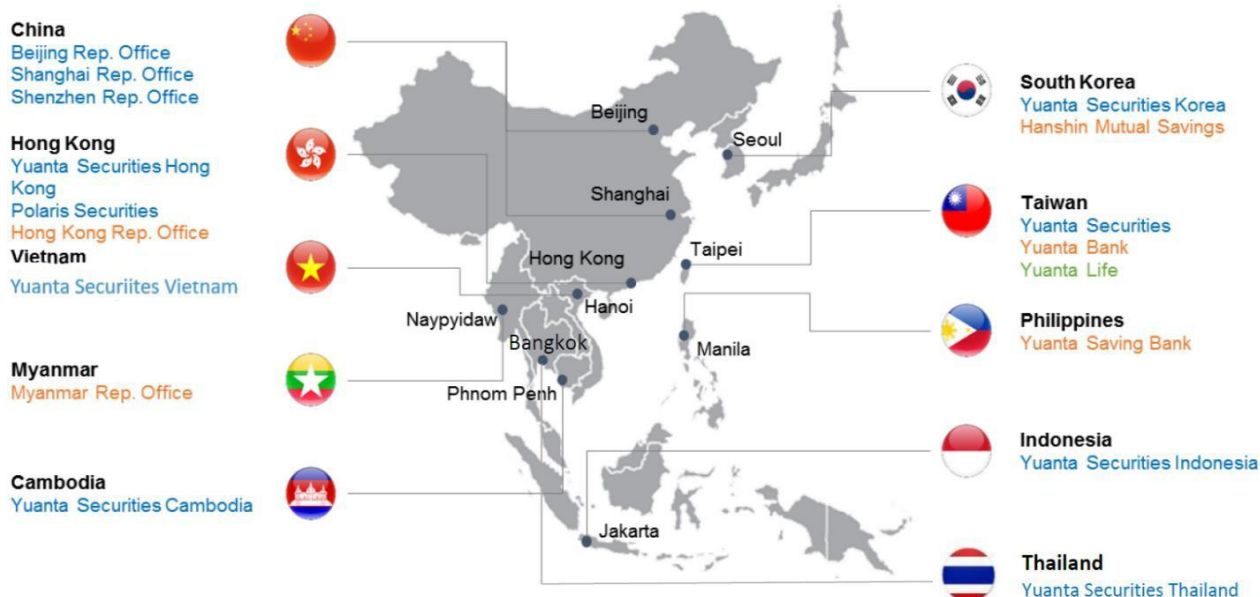 China
Beijing Rep. Office
Shanghai Rep. Office
Shenzhen Rep. Office
Hong Kong
Yuanta Securities Hong
Kong
Polaris Securities
Hong Kong Rep. Office
Vietnam
Yuanta Securiites Vietnam
Myanmar
Myanmar Rep. Office
Cambodia
Yuanta Securities Cambodia
Beijing
Seoul
Shanghai
Hong Kong
Taipei
Hanoi
Naypyidaw
Bangkok
Manila
Phnom Penh
Jakarta
South Korea
Yuanta Securities Korea
Hanshin Mutual Savings
Taiwan
Yuanta Securities
Yuanta Bank
Yuanta Life
Philippines
Yuanta Saving Bank
Indonesia
Yuanta Securities Indonesia
Thailand
Yuanta Securities Thailand